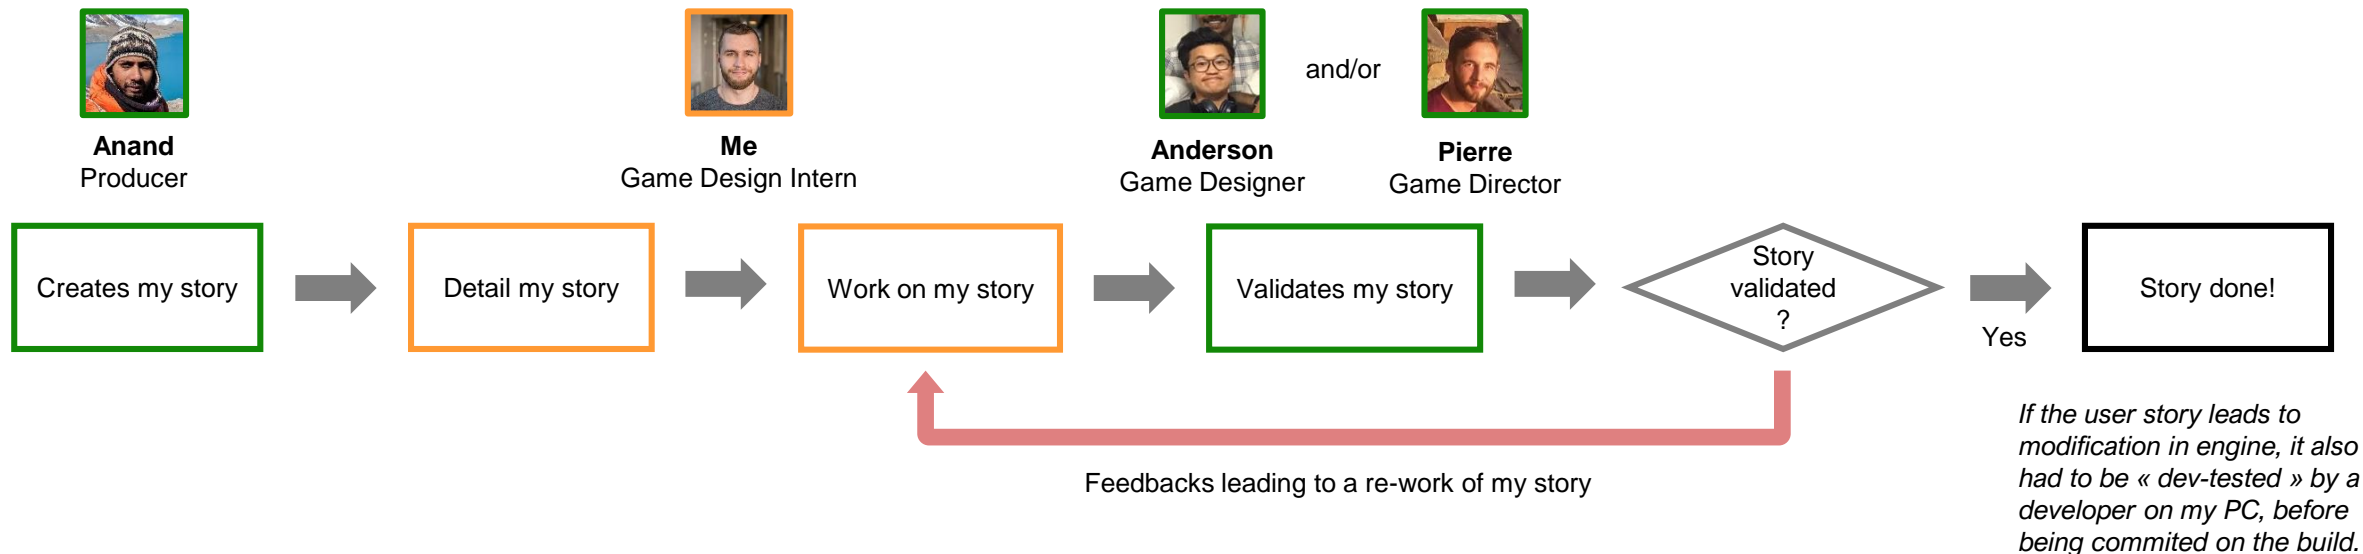 and/or
Anand
Producer
Me
Game Design Intern
Anderson
Game Designer
Pierre
Game Director
Creates my story
Detail my story
Work on my story
Validates my story
Story
validated
?
Yes
Story done!
Feedbacks leading to a re-work of my story
If the user story leads to
modification in engine, it also
had to be « dev-tested » by a
developer on my PC, before
being commited on the build.